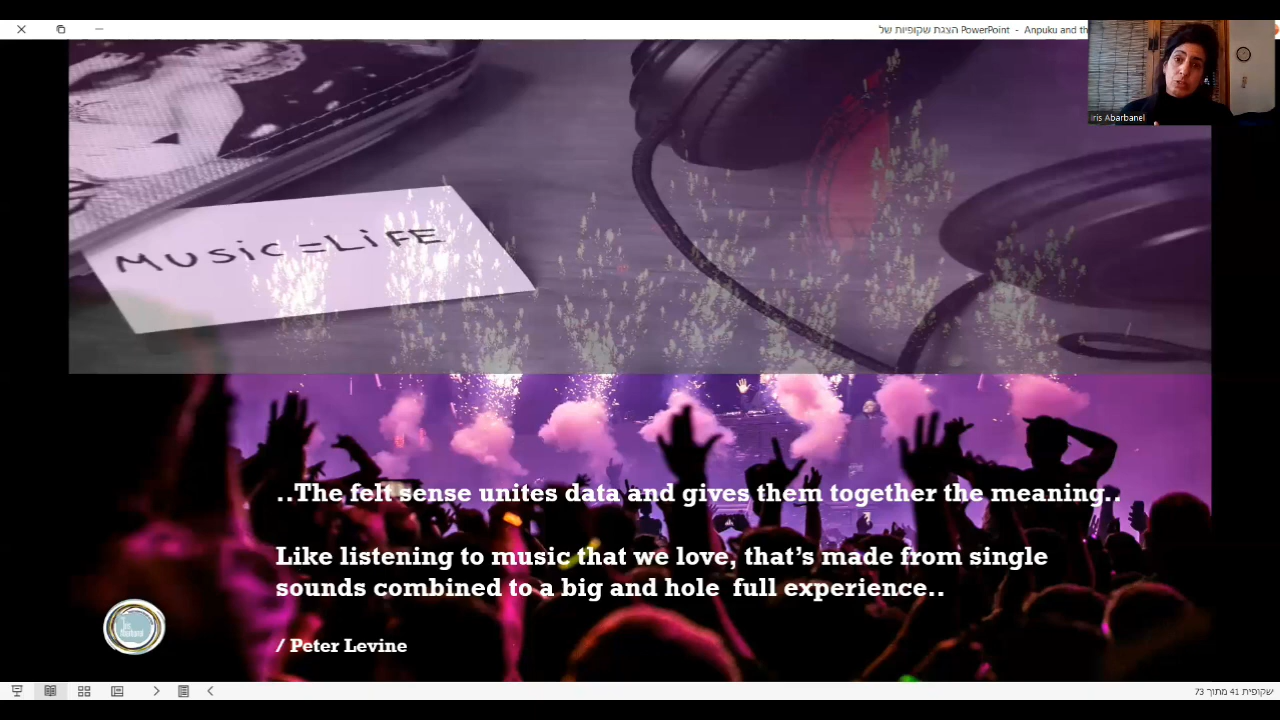 הצגת שקופיות של PowerPoint - Anpuku and th
Iris Abarbanel
MUSIC = LiFE
..The felt sense unites data and gives them together the meaning..
Like listening to music that we love, that's made from single
sounds combined to a big and hole full experience..
/ Peter Levine
Iris
Abarbanel
שקופית 41 מתוך 73